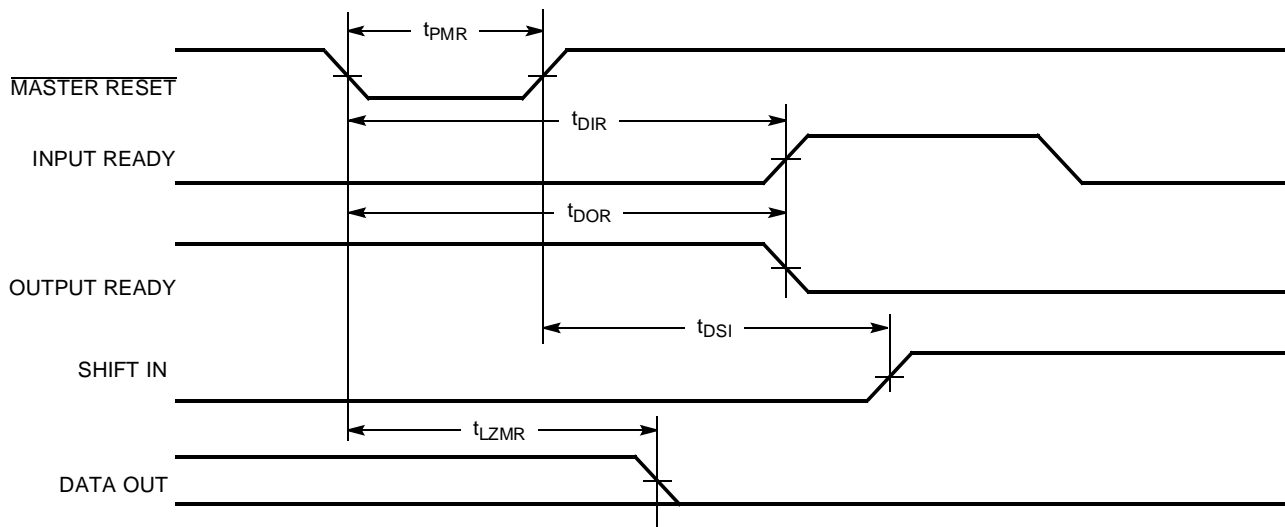 tPMR
MASTER RESET
tDIR
INPUT READY
tDOR
OUTPUT READY
tDSI
SHIFT IN
tLZMR
DATA OUT